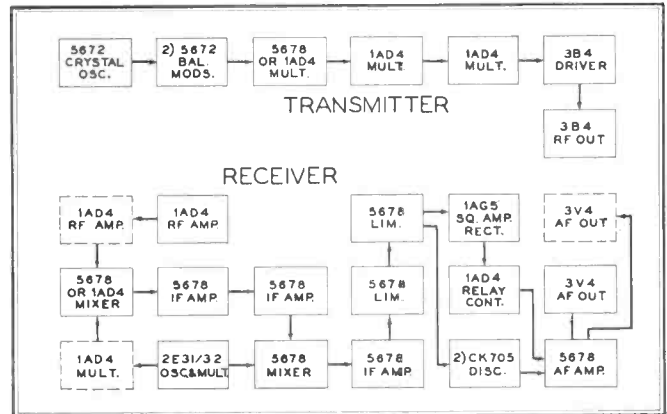 5672
CRYSTAL
OSC.
2) 5672
BAL.
MODS.
5678
OR 1AD4
MULT.
1AD4
MULT.
1AD4
MULT.
3B4
DRIVER
TRANSMITTER
3B4
RF OUT
RECEIVER
1AD4
RF AMP.
1AD4
RF AMP.
5678
LIM.
1AG5
SQ. AMP.
RECT.
3V4
AF OUT
5678
OR 1AD4
MIXER
5678
IF AMP.
5678
IF AMP.
5678
LIM.
1AD4
RELAY
CONT.
3V4
AF OUT
1AD4
MULT.
2E31/32
OSC.&MULT.
5678
MIXER
5678
IF AMP.
2)CK705
DISC.
5678
AF AMP.